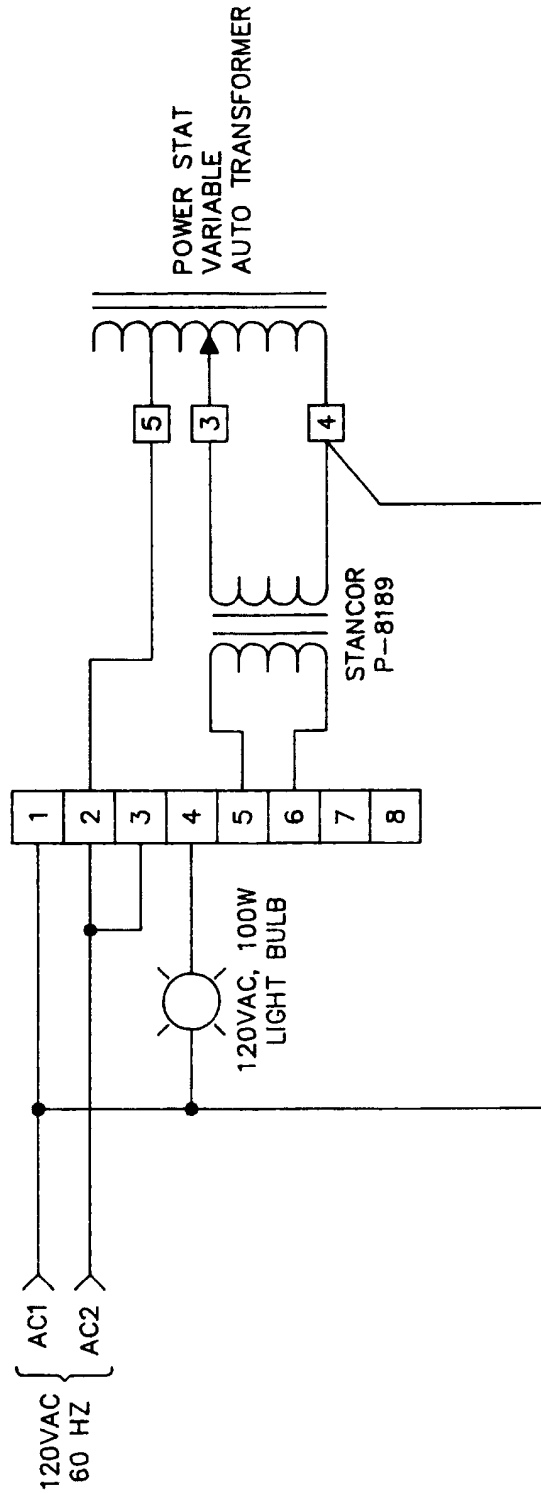 120VAC
60 HZ
AC1
AC2
120VAC, 100W
LIGHT BULB
1
2
3
4
5
6
7
8
STANCOR
P-8189
5
3
4
POWER STAT
VARIABLE
AUTO TRANSFORMER